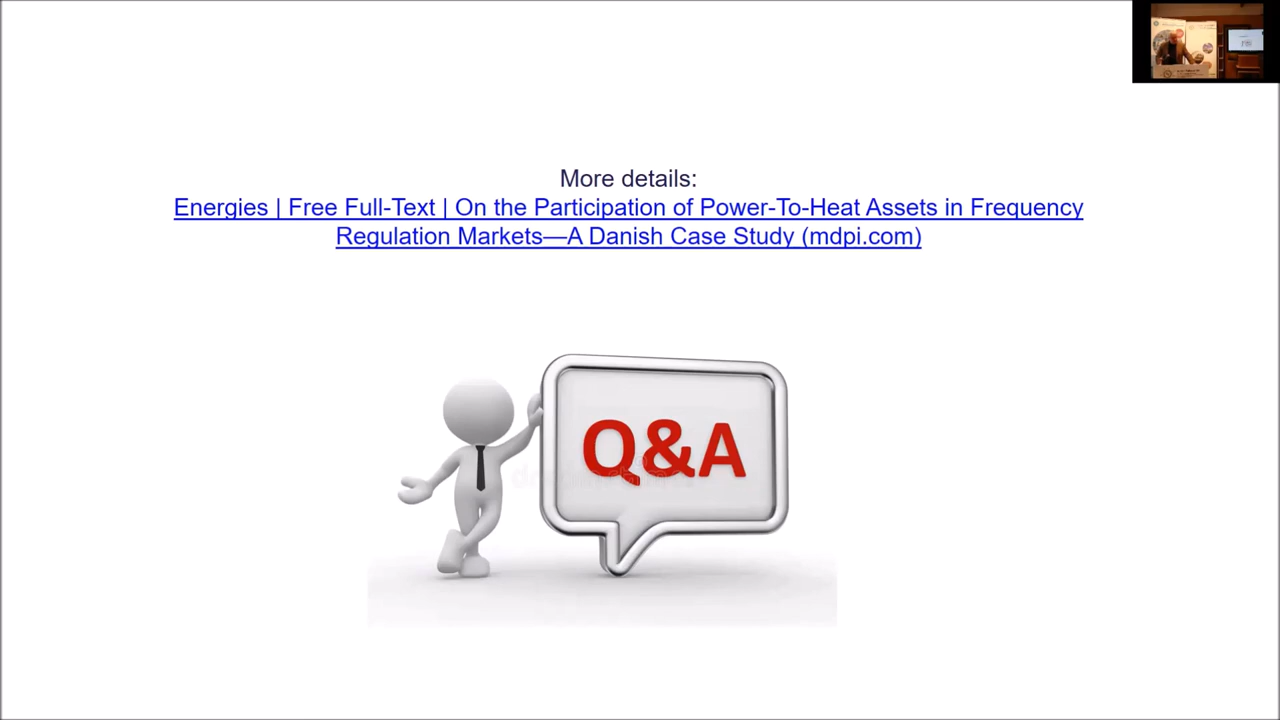 More details:
Energies | Free Full-Text | On the Participation of Power-To-Heat Assets in Frequency
Regulation Markets—A Danish Case Study (mdpi.com)
Q&A